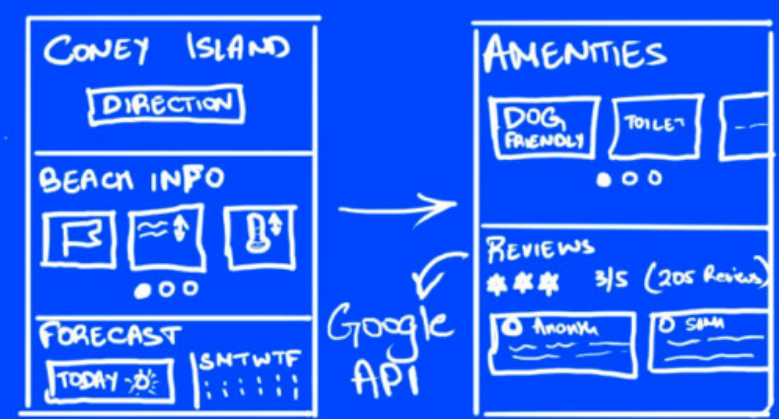 CONEY ISLAND
DIRECTION
BEACH INFO
FORECAST
TODAY
SMTWTF
AMENITIES
DOG
FRIENDLY
TOILET
REVIEWS
3/5 (205 Reviews)
Google
API